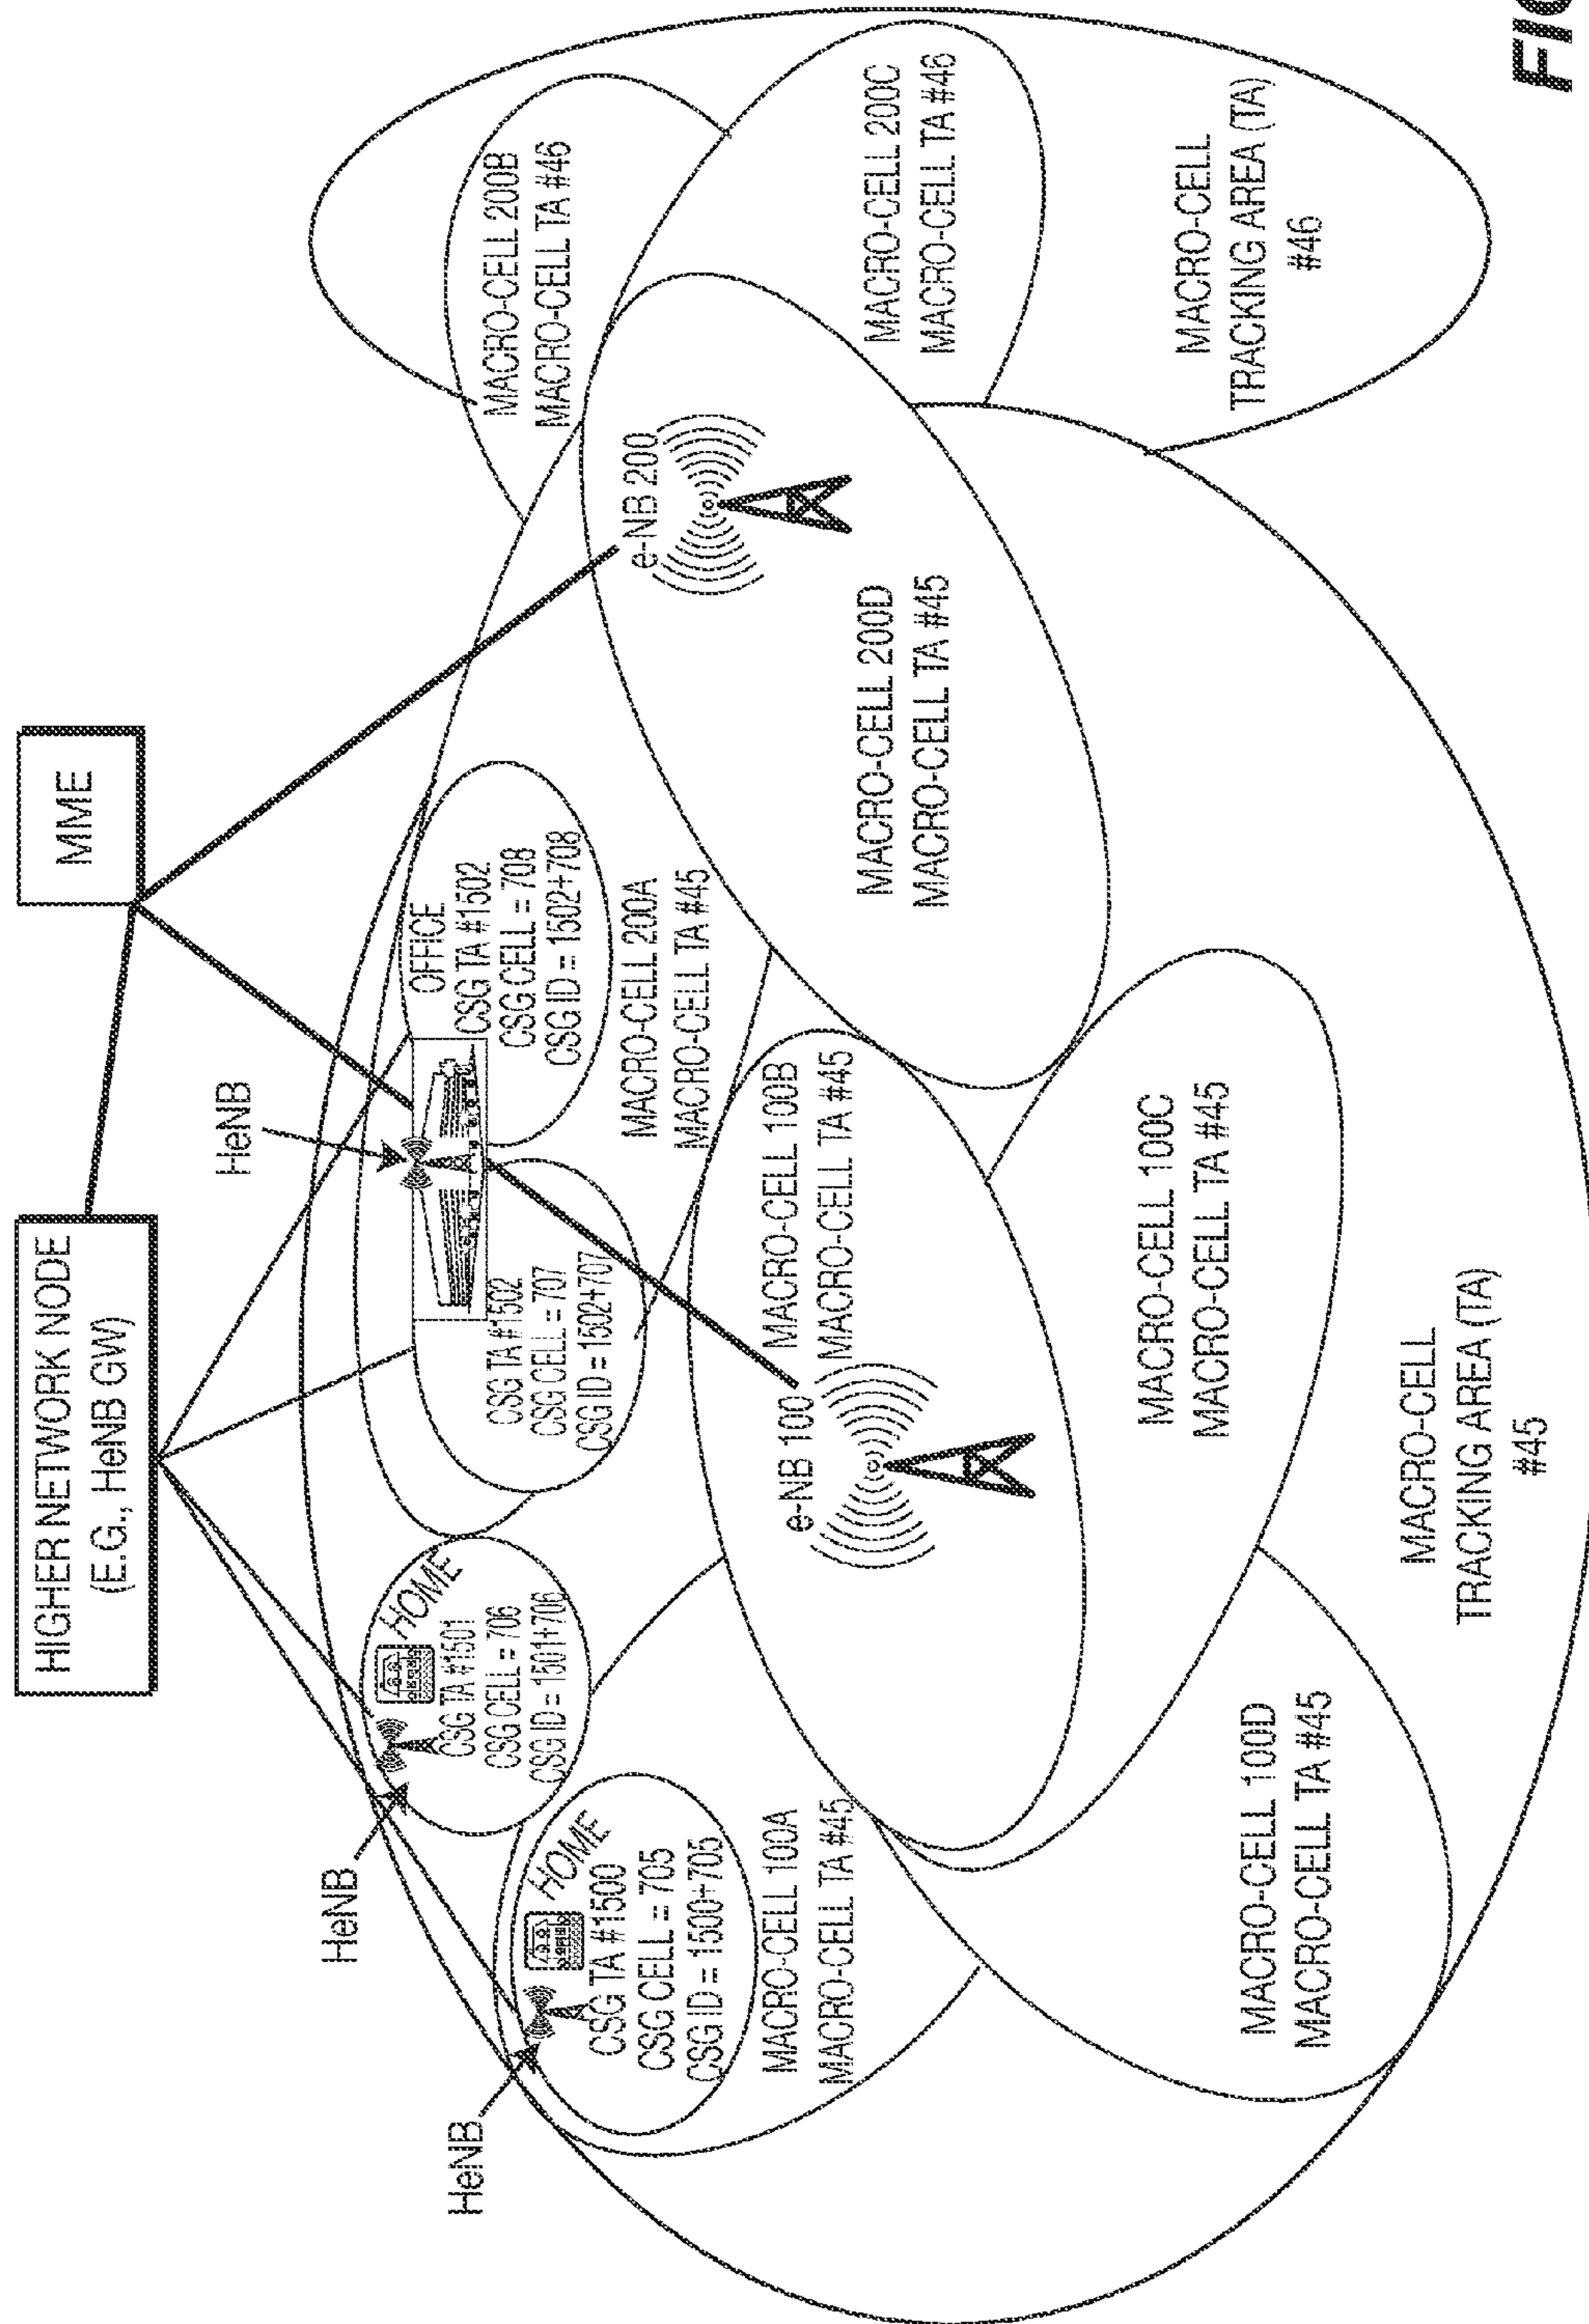 HIGHER NETWORK NODE
(E.G., HeNB GW)
MME
HeNB
HeNB
HeNB
HOME
CSG TA #1500
CSG CELL = 705
CSG ID = 1500+705
HOME
CSG TA #1501
CSG CELL = 706
CSG ID = 1501+706
CSG TA #1502
CSG CELL = 707
CSG ID = 1502+707
OFFICE
CSG TA #1502
CSG CELL = 708
CSG ID = 1502+708
MACRO-CELL 100A
MACRO-CELL TA #45
MACRO-CELL 200A
MACRO-CELL TA #45
MACRO-CELL 200B
MACRO-CELL TA #46
e-NB 100
MACRO-CELL 100B
MACRO-CELL TA #45
e-NB 200
MACRO-CELL 200D
MACRO-CELL TA #45
MACRO-CELL 200C
MACRO-CELL TA #46
MACRO-CELL 100C
MACRO-CELL TA #45
MACRO-CELL 100D
MACRO-CELL TA #45
MACRO-CELL
TRACKING AREA (TA)
#45
MACRO-CELL
TRACKING AREA (TA)
#46